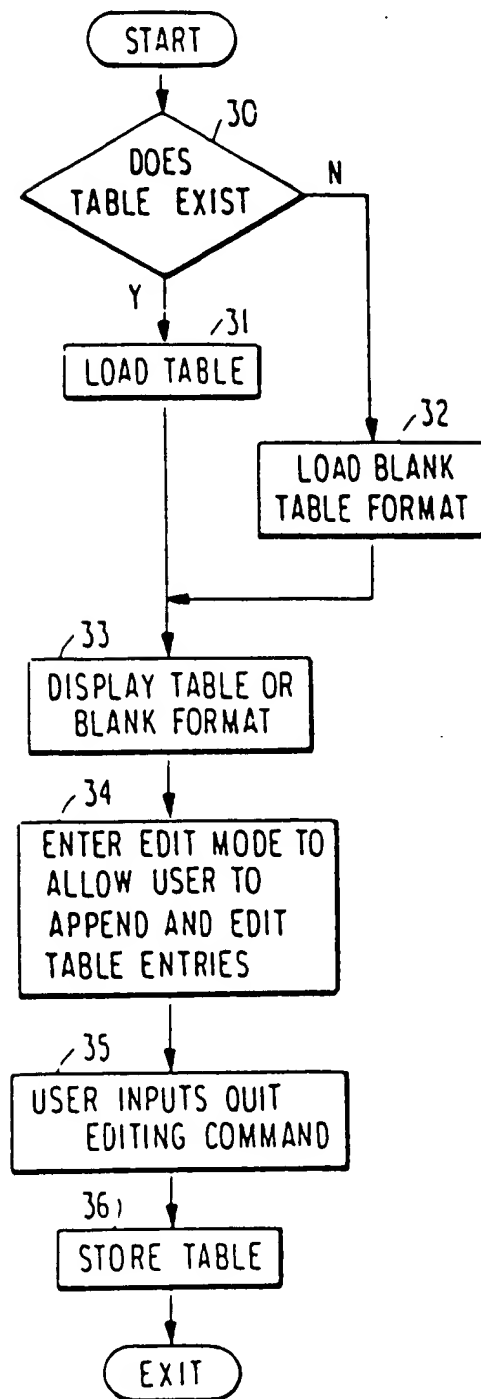 START
30
DOES
TABLE EXIST
N
Y
31
LOAD TABLE
32
LOAD BLANK
TABLE FORMAT
33
DISPLAY TABLE OR
BLANK FORMAT
34
ENTER EDIT MODE TO
ALLOW USER TO
APPEND AND EDIT
TABLE ENTRIES
35
USER INPUTS QUIT
EDITING COMMAND
36
STORE TABLE
EXIT